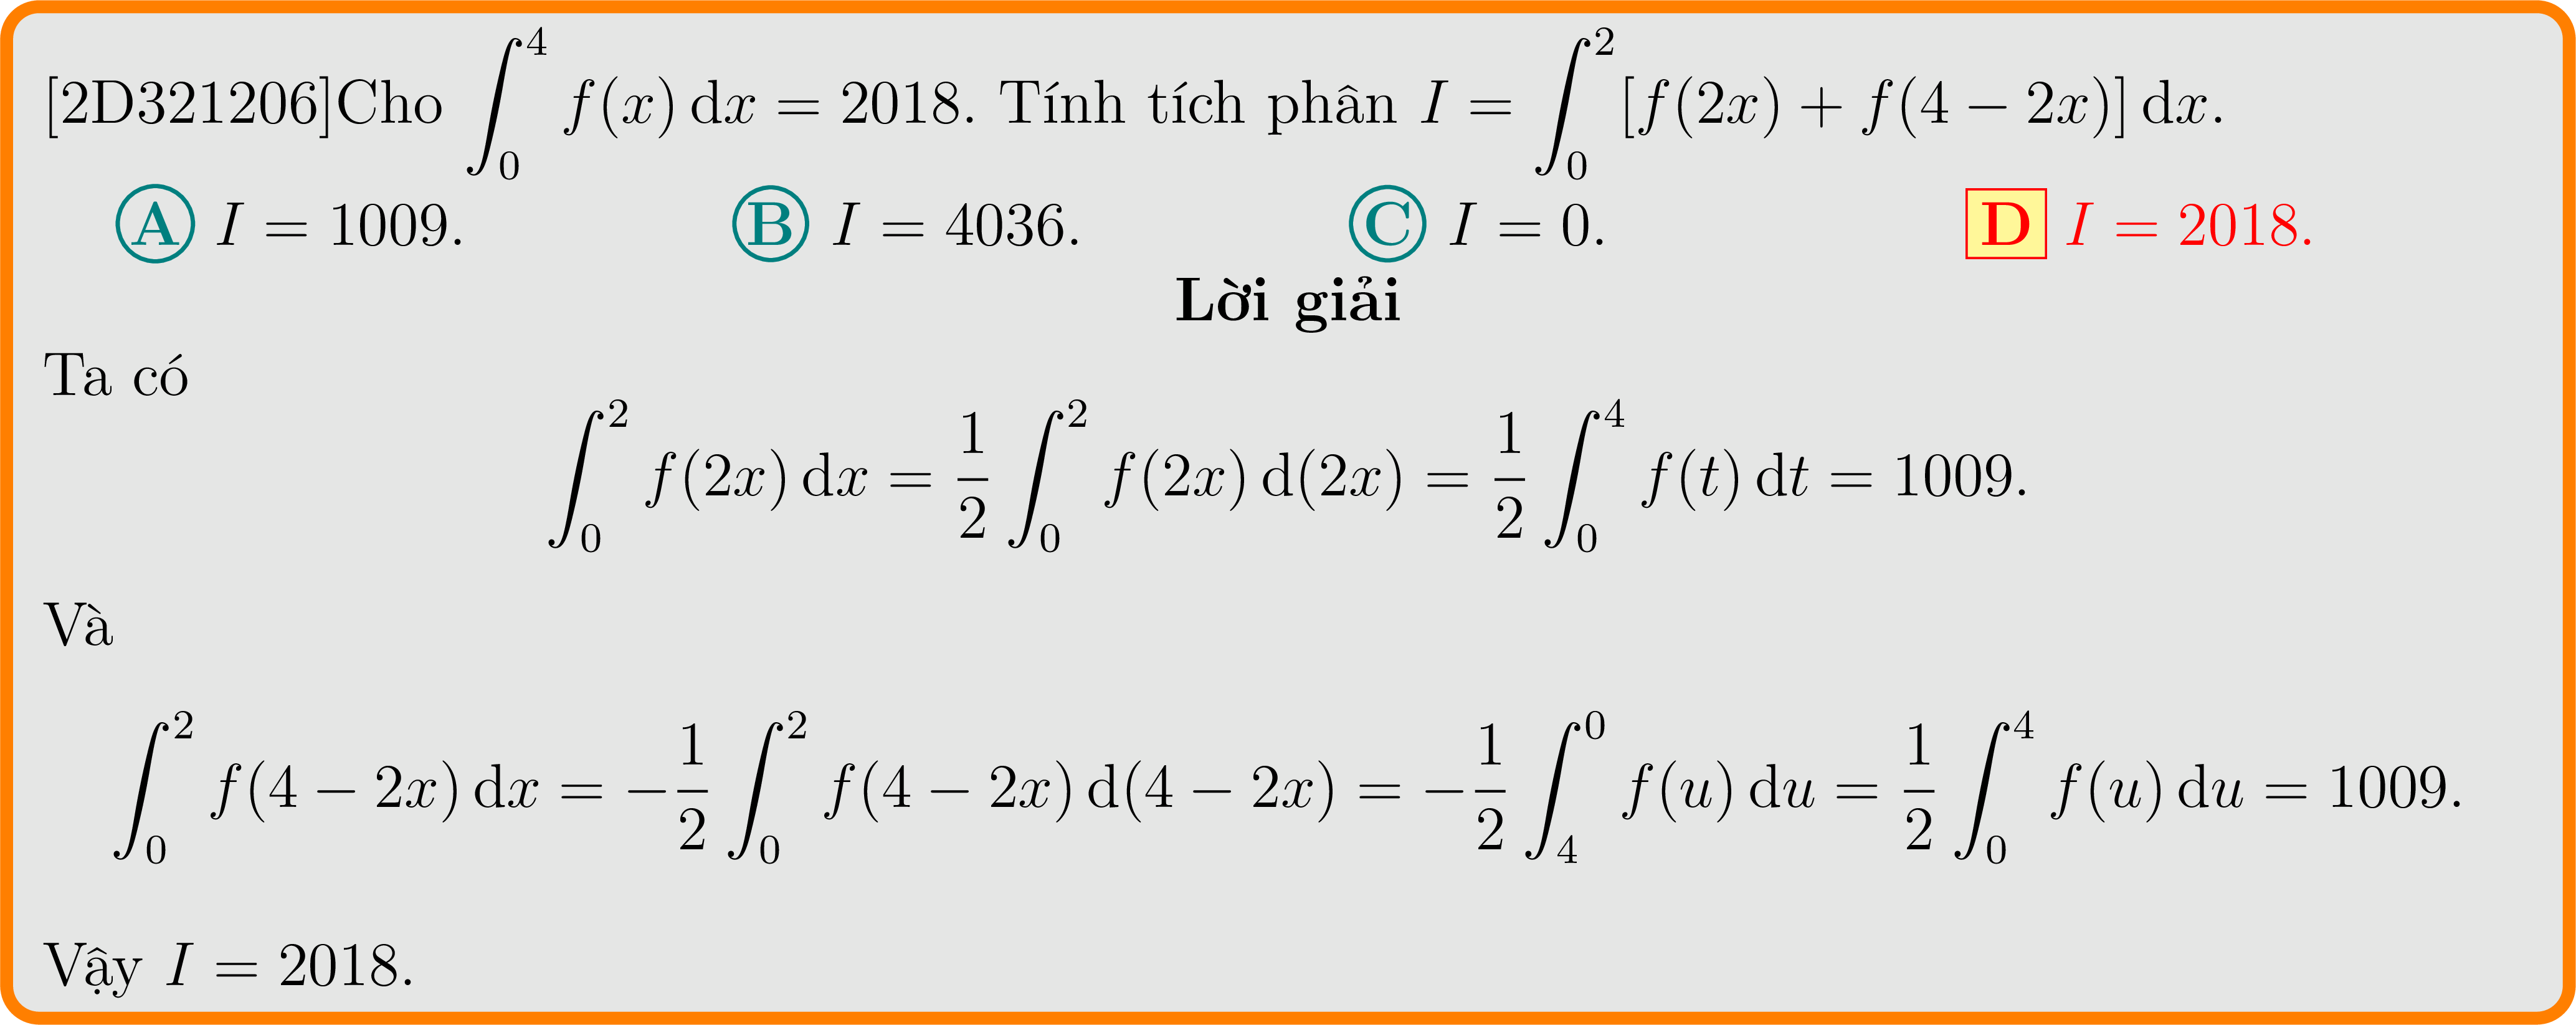 [2D321206]Cho $\int_0^4 f(x)\,\mathrm{d}x = 2018$. Tính tích phân $I = \int_0^2 [f(2x) + f(4 - 2x)]\,\mathrm{d}x$.
A I = 1009. B I = 4036. C I = 0. D I = 2018.
Lời giải
Ta có
$\int_0^2 f(2x)\,\mathrm{d}x = \frac{1}{2}\int_0^2 f(2x)\,\mathrm{d}(2x) = \frac{1}{2}\int_0^4 f(t)\,\mathrm{d}t = 1009.$
Và
$\int_0^2 f(4 - 2x)\,\mathrm{d}x = -\frac{1}{2}\int_0^2 f(4 - 2x)\,\mathrm{d}(4 - 2x) = -\frac{1}{2}\int_4^0 f(u)\,\mathrm{d}u = \frac{1}{2}\int_0^4 f(u)\,\mathrm{d}u = 1009.$
Vậy $I = 2018$.